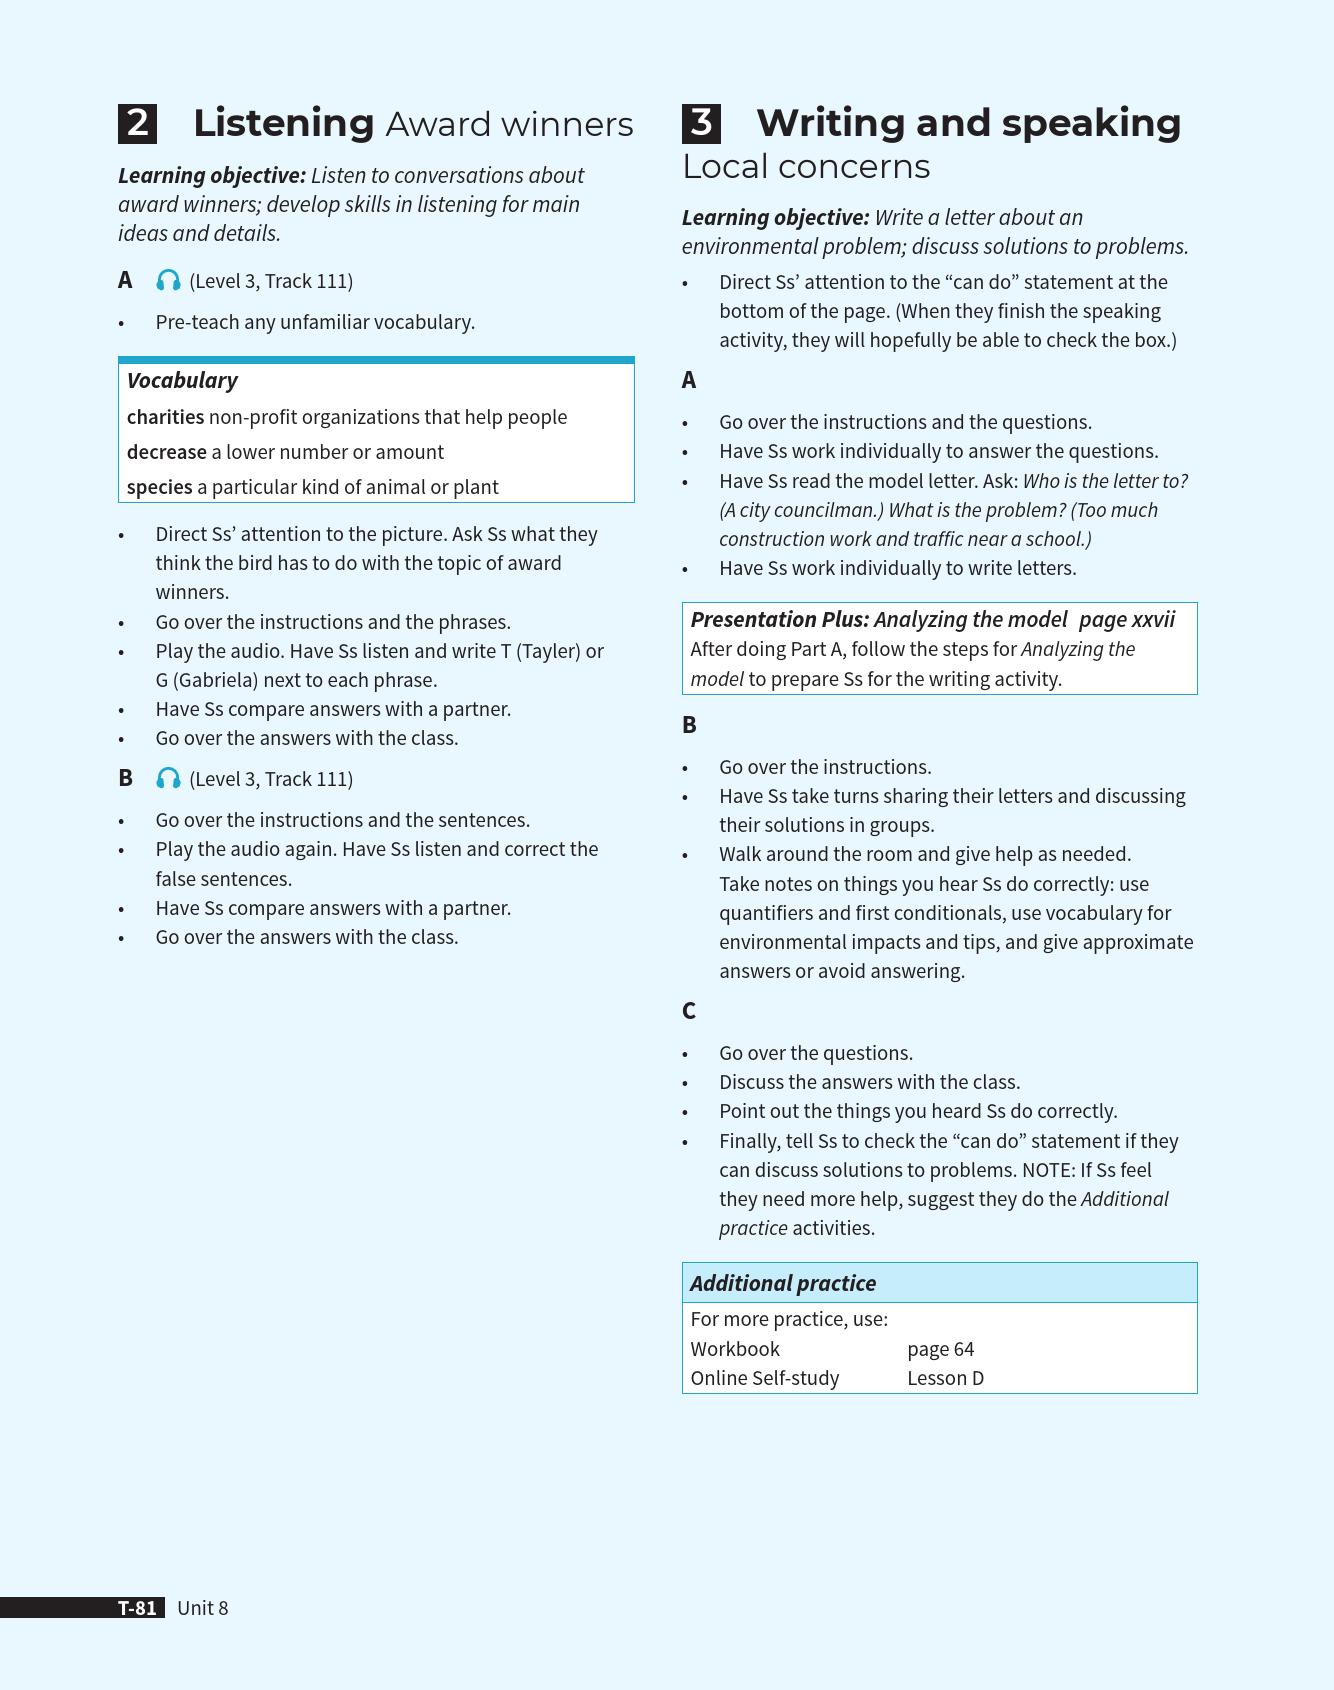 2 Listening Award winners
Learning objective: Listen to conversations about
award winners; develop skills in listening for main
ideas and details.
A (Level 3, Track 111)
• Pre-teach any unfamiliar vocabulary.
Vocabulary
charities non-profit organizations that help people
decrease a lower number or amount
species a particular kind of animal or plant
• Direct Ss’ attention to the picture. Ask Ss what they
think the bird has to do with the topic of award
winners.
• Go over the instructions and the phrases.
• Play the audio. Have Ss listen and write T (Tayler) or
G (Gabriela) next to each phrase.
• Have Ss compare answers with a partner.
• Go over the answers with the class.
B (Level 3, Track 111)
• Go over the instructions and the sentences.
• Play the audio again. Have Ss listen and correct the
false sentences.
• Have Ss compare answers with a partner.
• Go over the answers with the class.
3 Writing and speaking
Local concerns
Learning objective: Write a letter about an
environmental problem; discuss solutions to problems.
• Direct Ss’ attention to the “can do” statement at the
bottom of the page. (When they finish the speaking
activity, they will hopefully be able to check the box.)
A
• Go over the instructions and the questions.
• Have Ss work individually to answer the questions.
• Have Ss read the model letter. Ask: Who is the letter to?
(A city councilman.) What is the problem? (Too much
construction work and traffic near a school.)
• Have Ss work individually to write letters.
Presentation Plus: Analyzing the model page xxvii
After doing Part A, follow the steps for Analyzing the
model to prepare Ss for the writing activity.
B
• Go over the instructions.
• Have Ss take turns sharing their letters and discussing
their solutions in groups.
• Walk around the room and give help as needed.
Take notes on things you hear Ss do correctly: use
quantifiers and first conditionals, use vocabulary for
environmental impacts and tips, and give approximate
answers or avoid answering.
C
• Go over the questions.
• Discuss the answers with the class.
• Point out the things you heard Ss do correctly.
• Finally, tell Ss to check the “can do” statement if they
can discuss solutions to problems. NOTE: If Ss feel
they need more help, suggest they do the Additional
practice activities.
Additional practice
For more practice, use:
Workbook page 64
Online Self-study Lesson D
T-81 Unit 8